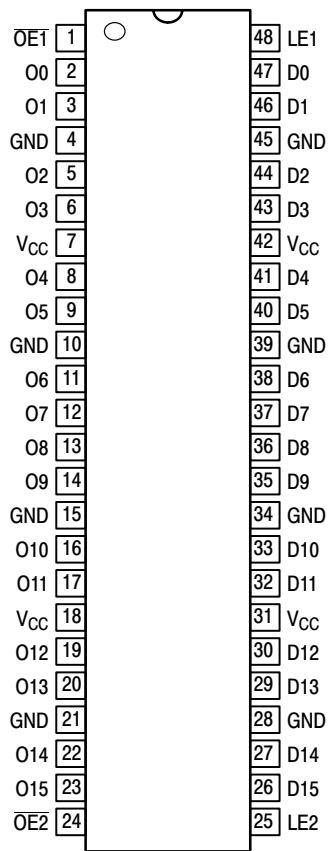 O̅E̅1̅ 1 48 LE1
O0 2 47 D0
O1 3 46 D1
GND 4 45 GND
O2 5 44 D2
O3 6 43 D3
VCC 7 42 VCC
O4 8 41 D4
O5 9 40 D5
GND 10 39 GND
O6 11 38 D6
O7 12 37 D7
O8 13 36 D8
O9 14 35 D9
GND 15 34 GND
O10 16 33 D10
O11 17 32 D11
VCC 18 31 VCC
O12 19 30 D12
O13 20 29 D13
GND 21 28 GND
O14 22 27 D14
O15 23 26 D15
O̅E̅2̅ 24 25 LE2